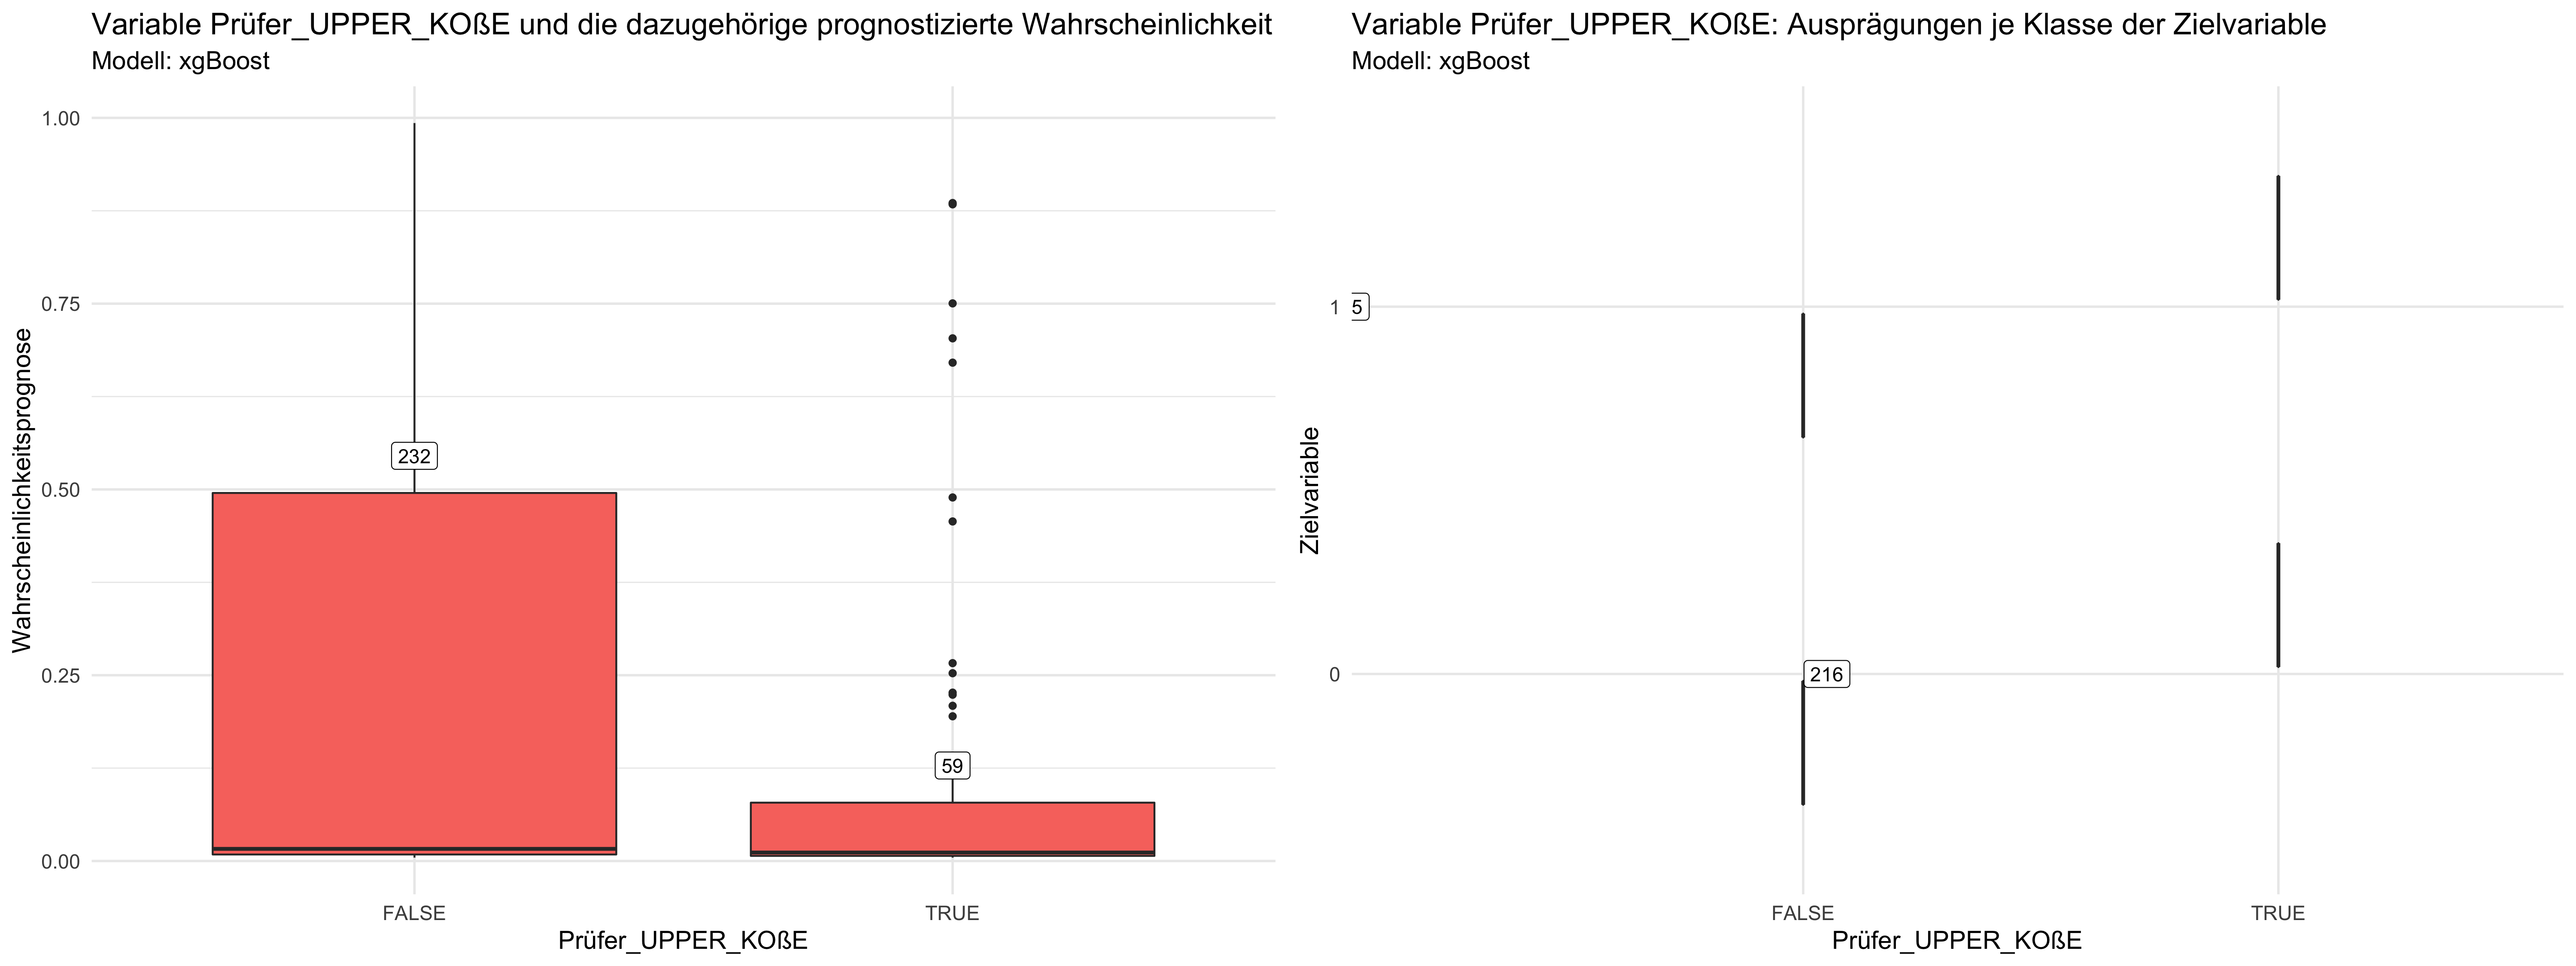 Variable Prüfer_UPPER_KOßE und die dazugehörige prognostizierte Wahrscheinlichkeit
Modell: xgBoost
Wahrscheinlichkeitsprognose
1.00
0.75
0.50
0.25
0.00
232
59
FALSE
TRUE
Prüfer_UPPER_KOßE
Variable Prüfer_UPPER_KOßE: Ausprägungen je Klasse der Zielvariable
Modell: xgBoost
Zielvariable
1
5
0
216
FALSE
TRUE
Prüfer_UPPER_KOßE